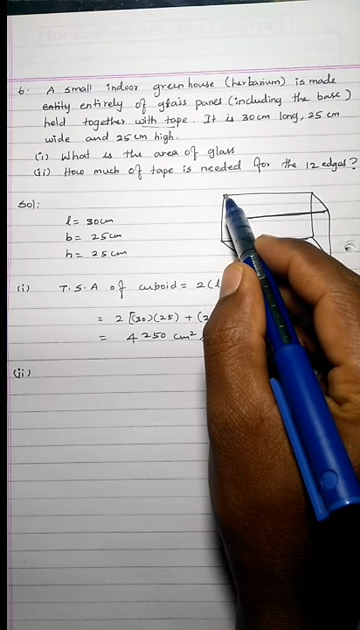 6. A small indoor greenhouse (herbarium) is made
entity entirely of glass panes (including the base)
held together with tape. It is 30cm long, 25 cm
wide and 25cm high.
(i) What is the area of glass
(ii) How much of tape is needed for the 12 edges?
Sol:
l = 30cm
b = 25cm
h = 25cm
(i) T.S.A of cuboid = 2(l
= 2 [(30)(25) + (2
= 4250 cm²
(ii)